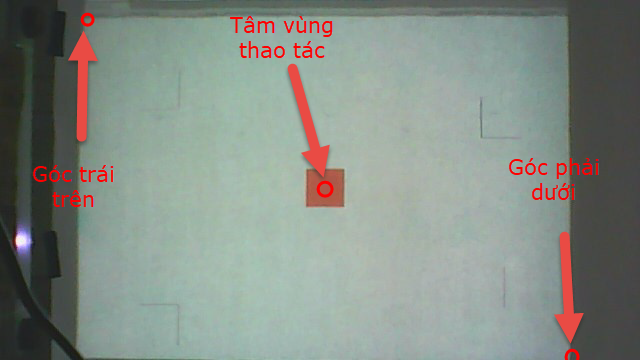 Tâm vùng
thao tác
Góc trái
trên
Góc phải
dưới